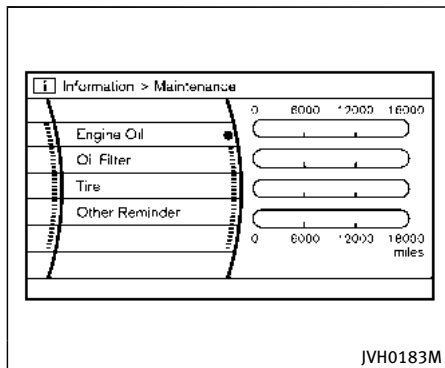 i Information > Maintenance
0 6000 12000 18000
Engine Oil
Oil Filter
Tire
Other Reminder
0 6000 12000 18000
miles
JVH0183M